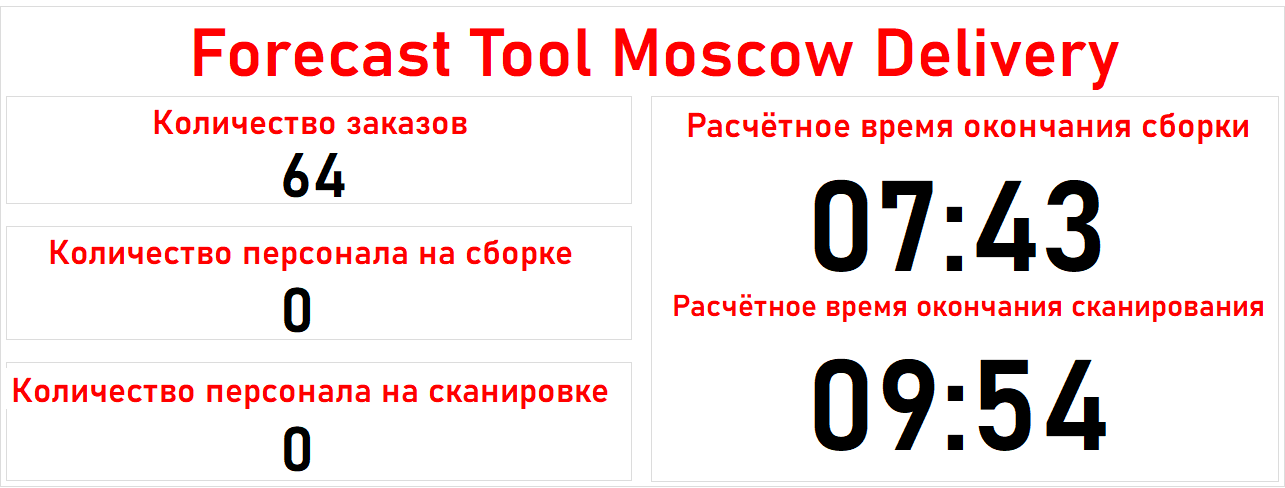 Forecast Tool Moscow Delivery
Количество заказов
64
Количество персонала на сборке
0
Количество персонала на сканировке
0
Расчётное время окончания сборки
07:43
Расчётное время окончания сканирования
09:54